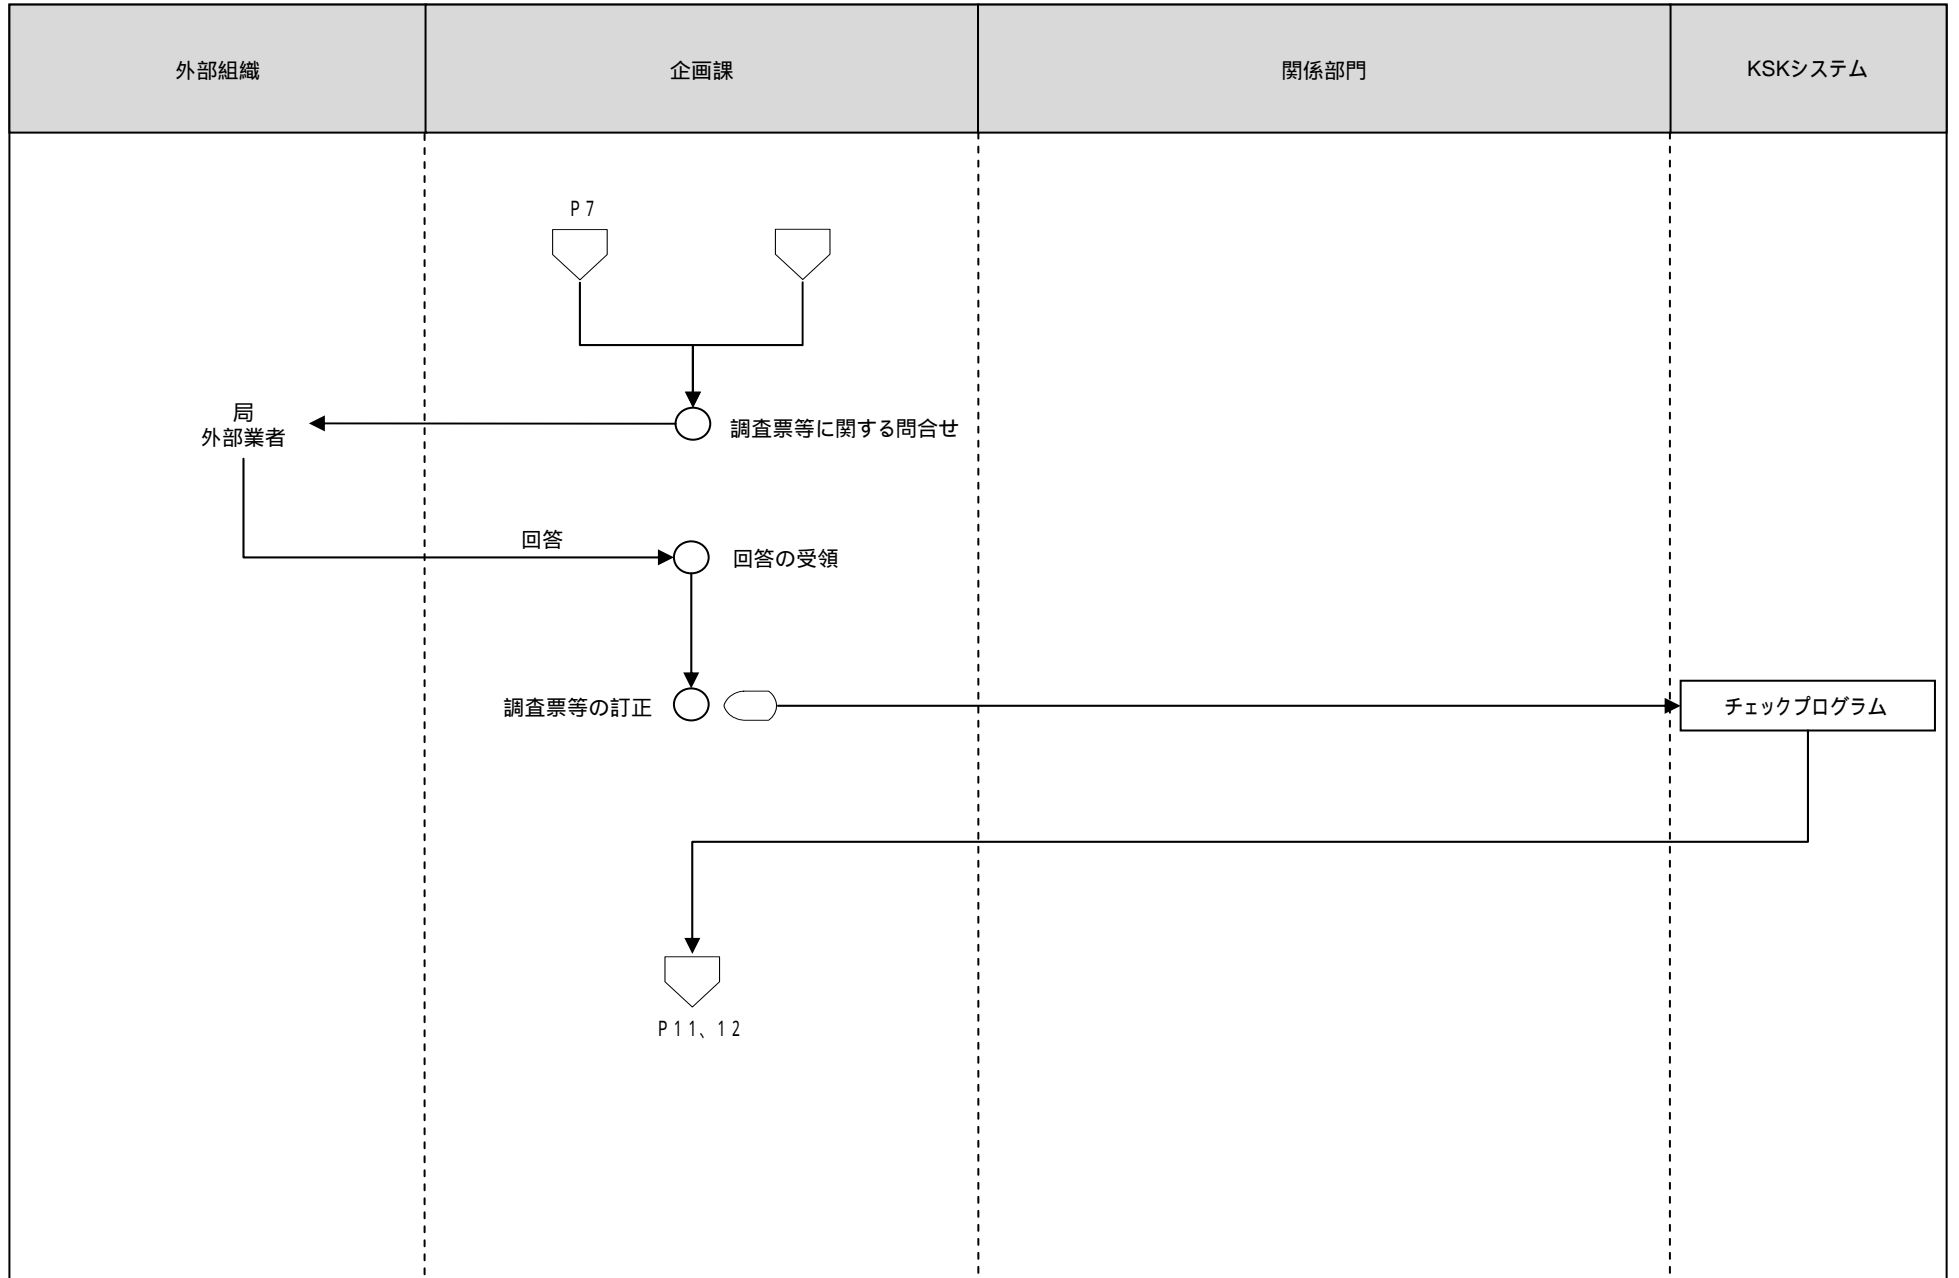 外部組織
企画課
関係部門
KSKシステム
Ｐ７
局
外部業者
調査票等に関する問合せ
回答
回答の受領
調査票等の訂正
チェックプログラム
Ｐ１１、１２